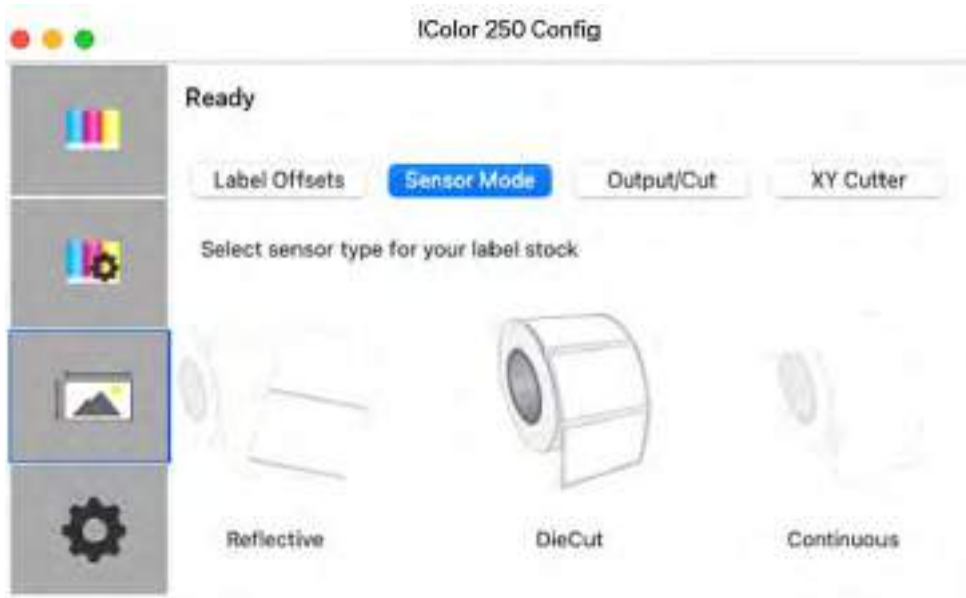 IColor 250 Config
Ready
Label Offsets Sensor Mode Output/Cut XY Cutter
Select sensor type for your label stock
Reflective DieCut Continuous